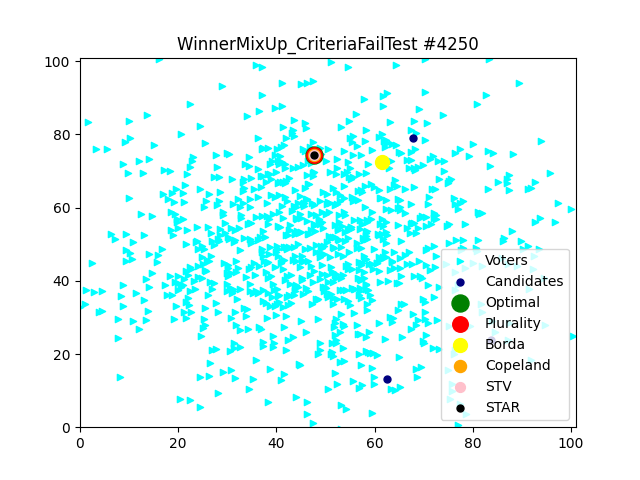 WinnerMixUp_CriteriaFailTest #4250
100
80
60
40
20
0
Voters
Candidates
Optimal
Plurality
Borda
Copeland
STV
STAR
0 20 40 60 80 100